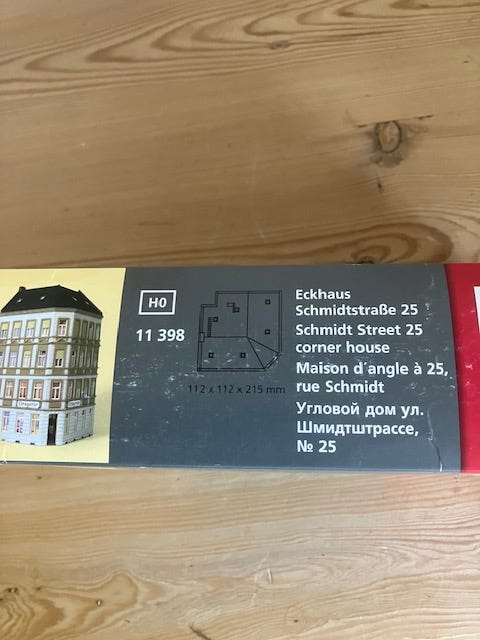 H0
11 398
112 x 112 x 215 mm
Eckhaus
Schmidtstraße 25
Schmidt Street 25
corner house
Maison d´angle à 25,
rue Schmidt
Угловой дом ул.
Шмидтштрассе,
№ 25
Drogerie